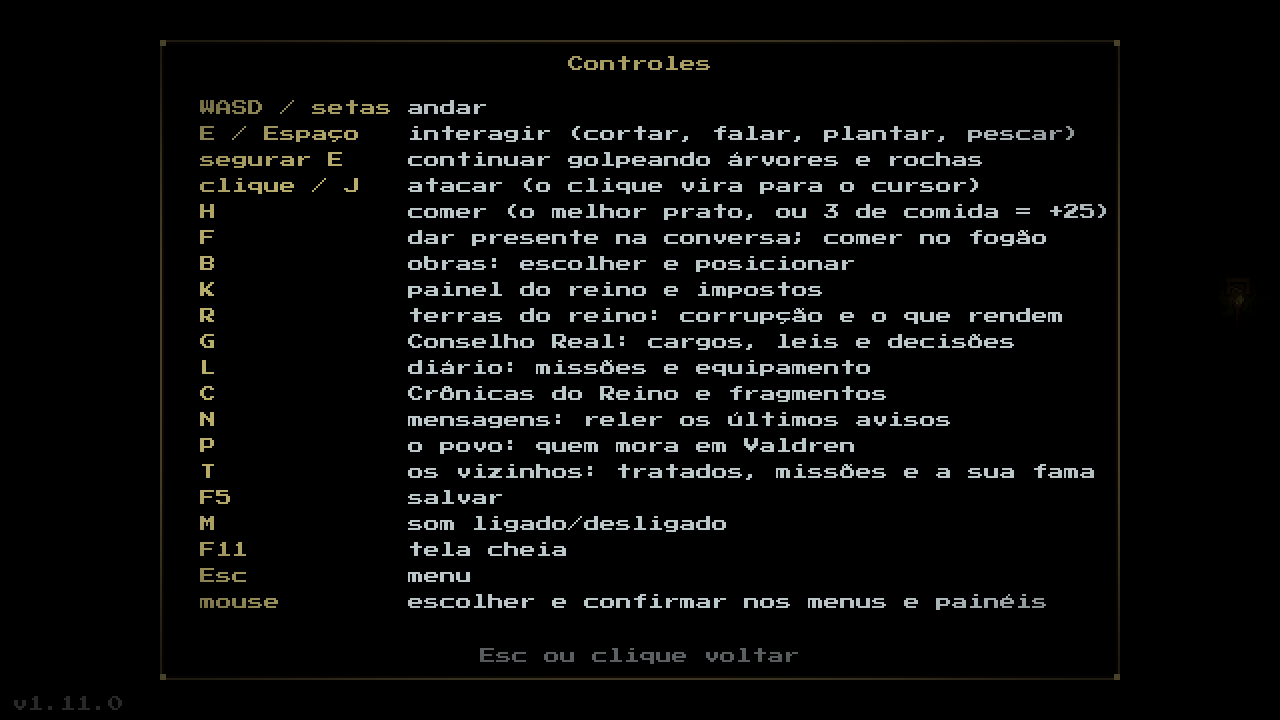 Controles
WASD / setas andar
E / Espaço interagir (cortar, falar, plantar, pescar)
segurar E continuar golpeando árvores e rochas
clique / J atacar (o clique vira para o cursor)
H comer (o melhor prato, ou 3 de comida = +25)
F dar presente na conversa; comer no fogão
B obras: escolher e posicionar
K painel do reino e impostos
R terras do reino: corrupção e o que rendem
G Conselho Real: cargos, leis e decisões
L diário: missões e equipamento
C Crônicas do Reino e fragmentos
N mensagens: reler os últimos avisos
P o povo: quem mora em Valdren
T os vizinhos: tratados, missões e a sua fama
F5 salvar
M som ligado/desligado
F11 tela cheia
Esc menu
mouse escolher e confirmar nos menus e painéis
Esc ou clique voltar
v1.11.0